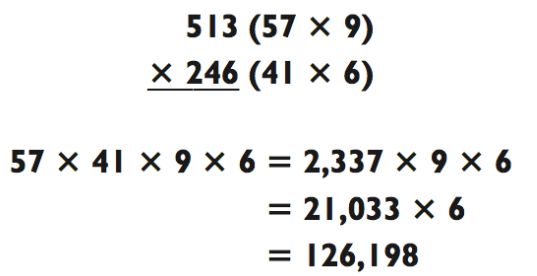 513 (57 × 9)
× 246 (41 × 6)
57 × 41 × 9 × 6 = 2,337 × 9 × 6
= 21,033 × 6
= 126,198